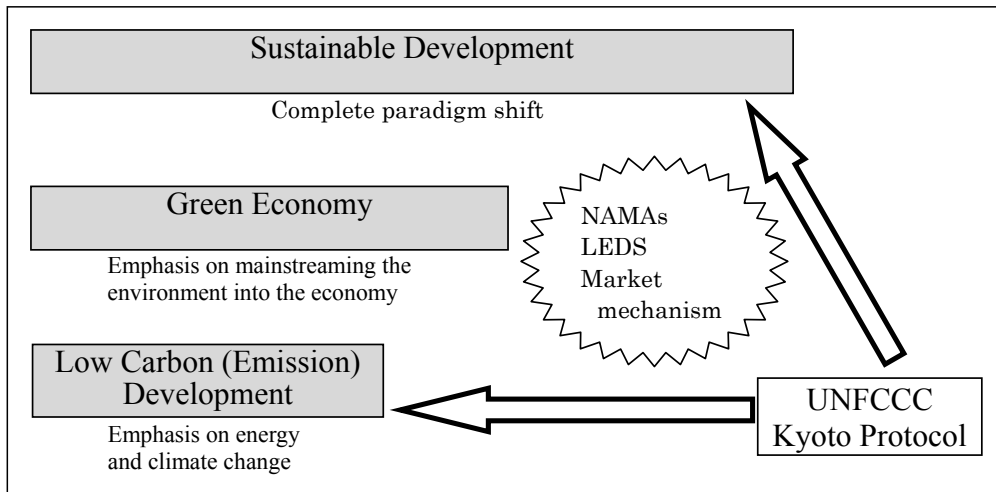 Sustainable Development
Complete paradigm shift
Green Economy
Emphasis on mainstreaming the
environment into the economy
NAMAs
LEDS
Market
mechanism
Low Carbon (Emission)
Development
Emphasis on energy
and climate change
UNFCCC
Kyoto Protocol